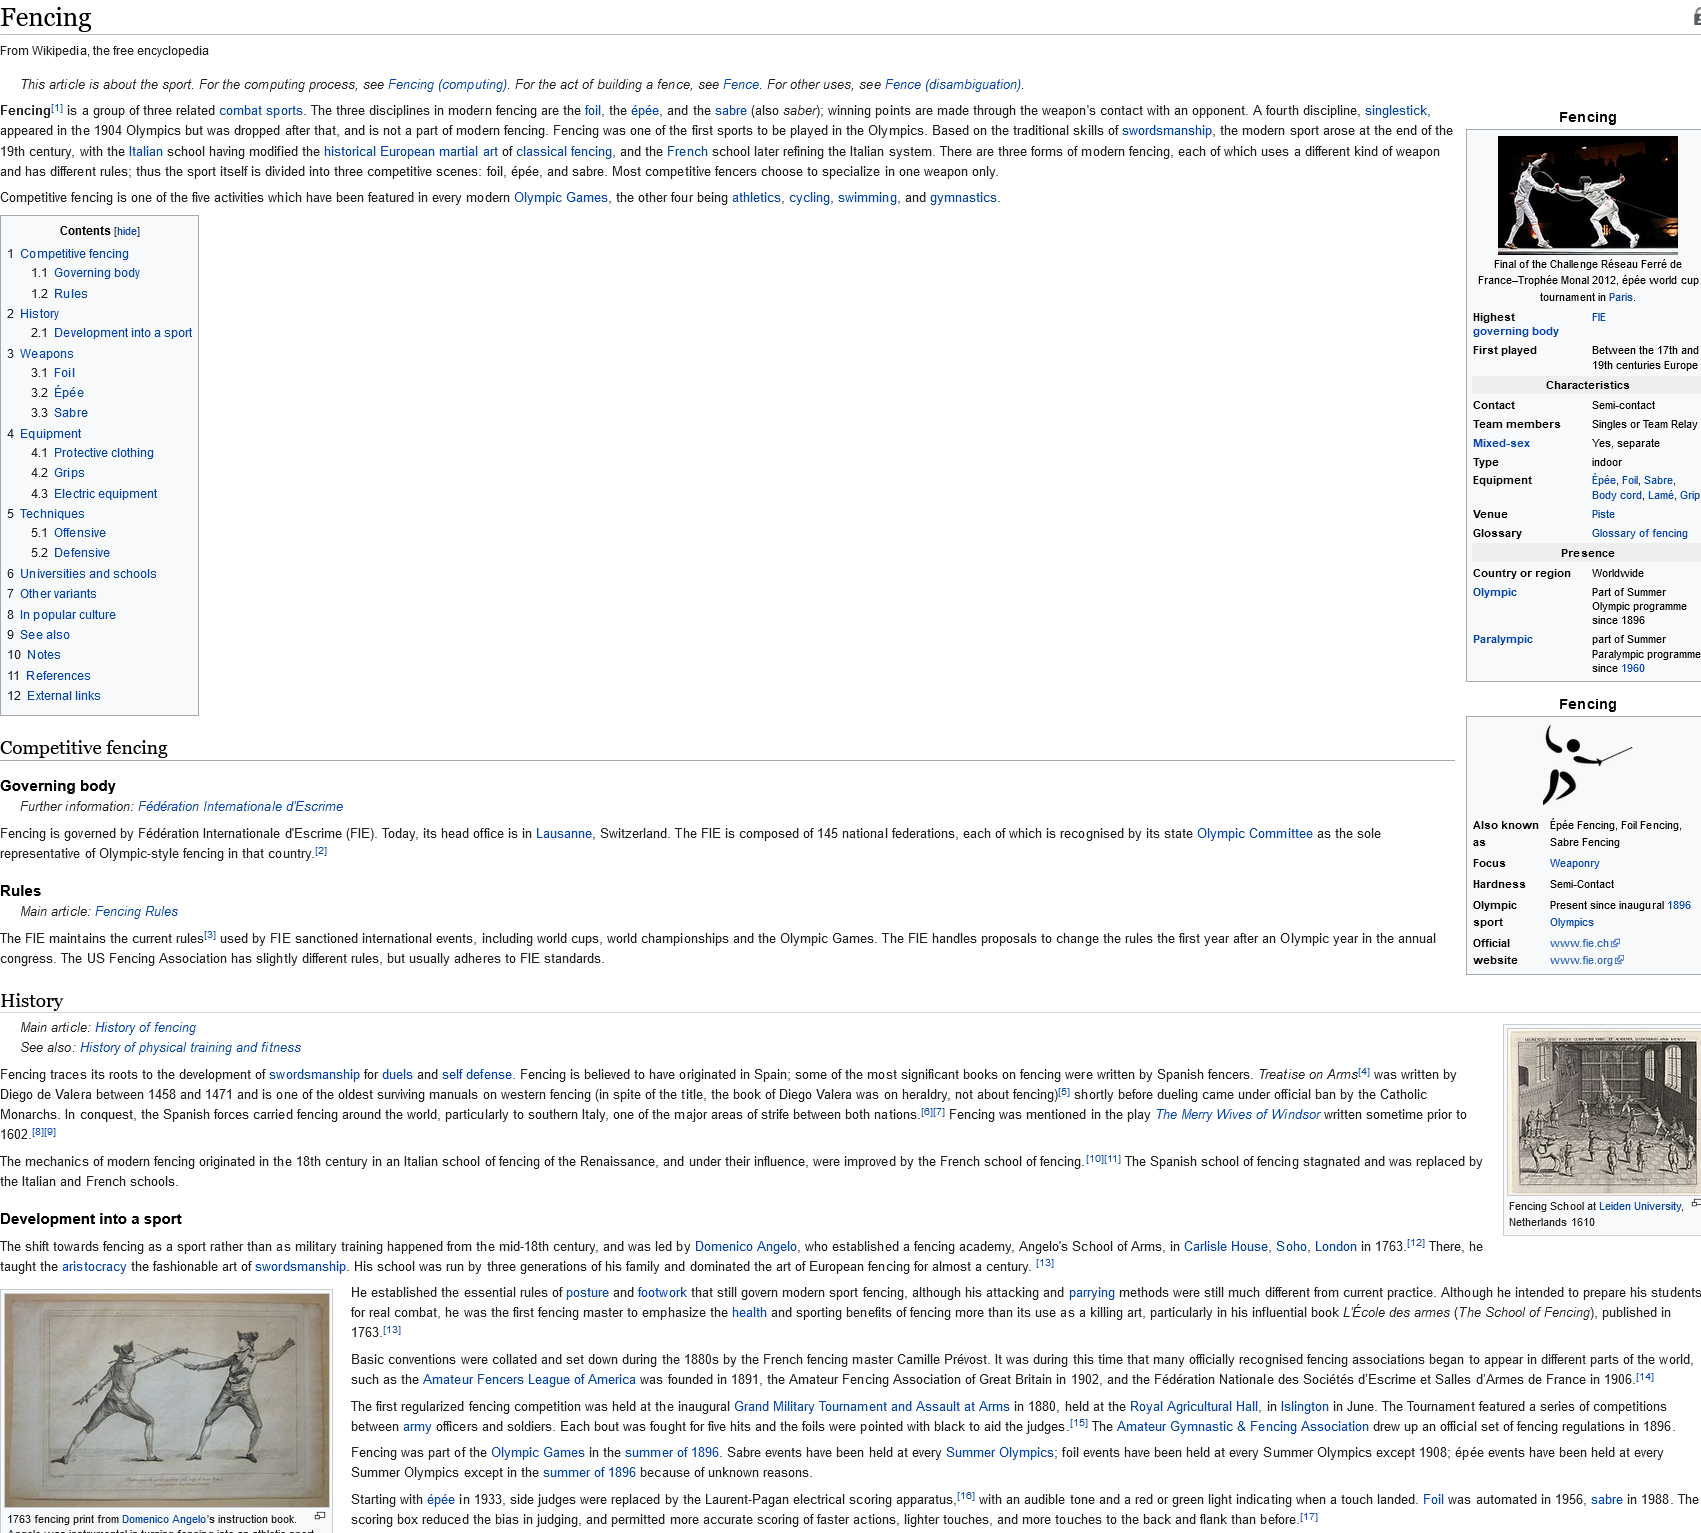 Fencing
From Wikipedia, the free encyclopedia
This article is about the sport. For the computing process, see Fencing (computing). For the act of building a fence, see Fence. For other uses, see Fence (disambiguation).
Fencing[1] is a group of three related combat sports. The three disciplines in modern fencing are the foil, the épée, and the sabre (also saber); winning points are made through the weapon's contact with an opponent. A fourth discipline, singlestick,
appeared in the 1904 Olympics but was dropped after that, and is not a part of modern fencing. Fencing was one of the first sports to be played in the Olympics. Based on the traditional skills of swordsmanship, the modern sport arose at the end of the
19th century, with the Italian school having modified the historical European martial art of classical fencing, and the French school later refining the Italian system. There are three forms of modern fencing, each of which uses a different kind of weapon
and has different rules; thus the sport itself is divided into three competitive scenes: foil, épée, and sabre. Most competitive fencers choose to specialize in one weapon only.
Competitive fencing is one of the five activities which have been featured in every modern Olympic Games, the other four being athletics, cycling, swimming, and gymnastics.
Contents [hide]
1 Competitive fencing
1.1 Governing body
1.2 Rules
2 History
2.1 Development into a sport
3 Weapons
3.1 Foil
3.2 Épée
3.3 Sabre
4 Equipment
4.1 Protective clothing
4.2 Grips
4.3 Electric equipment
5 Techniques
5.1 Offensive
5.2 Defensive
6 Universities and schools
7 Other variants
8 In popular culture
9 See also
10 Notes
11 References
12 External links
Fencing
Final of the Challenge Réseau Ferré de
France–Trophée Monal 2012, épée world cup
tournament in Paris.
Highest FIE
governing body
First played Between the 17th and
19th centuries Europe
Characteristics
Contact Semi-contact
Team members Singles or Team Relay
Mixed-sex Yes, separate
Type indoor
Equipment Épée, Foil, Sabre,
Body cord, Lamé, Grip
Venue Piste
Glossary Glossary of fencing
Presence
Country or region Worldwide
Olympic Part of Summer
Olympic programme
since 1896
Paralympic part of Summer
Paralympic programme
since 1960
Fencing
Also known Épée Fencing, Foil Fencing,
as Sabre Fencing
Focus Weaponry
Hardness Semi-Contact
Olympic Present since inaugural 1896
sport Olympics
Official www.fie.ch
website www.fie.org
Competitive fencing
Governing body
Further information: Fédération Internationale d'Escrime
Fencing is governed by Fédération Internationale d'Escrime (FIE). Today, its head office is in Lausanne, Switzerland. The FIE is composed of 145 national federations, each of which is recognised by its state Olympic Committee as the sole
representative of Olympic-style fencing in that country.[2]
Rules
Main article: Fencing Rules
The FIE maintains the current rules[3] used by FIE sanctioned international events, including world cups, world championships and the Olympic Games. The FIE handles proposals to change the rules the first year after an Olympic year in the annual
congress. The US Fencing Association has slightly different rules, but usually adheres to FIE standards.
History
Main article: History of fencing
See also: History of physical training and fitness
Fencing traces its roots to the development of swordsmanship for duels and self defense. Fencing is believed to have originated in Spain; some of the most significant books on fencing were written by Spanish fencers. Treatise on Arms[4] was written by
Diego de Valera between 1458 and 1471 and is one of the oldest surviving manuals on western fencing (in spite of the title, the book of Diego Valera was on heraldry, not about fencing)[5] shortly before dueling came under official ban by the Catholic
Monarchs. In conquest, the Spanish forces carried fencing around the world, particularly to southern Italy, one of the major areas of strife between both nations.[6][7] Fencing was mentioned in the play The Merry Wives of Windsor written sometime prior to
1602.[8][9]
The mechanics of modern fencing originated in the 18th century in an Italian school of fencing of the Renaissance, and under their influence, were improved by the French school of fencing.[10][11] The Spanish school of fencing stagnated and was replaced by
the Italian and French schools.
Fencing School at Leiden University,
Netherlands 1610
Development into a sport
The shift towards fencing as a sport rather than as military training happened from the mid-18th century, and was led by Domenico Angelo, who established a fencing academy, Angelo's School of Arms, in Carlisle House, Soho, London in 1763.[12] There, he
taught the aristocracy the fashionable art of swordsmanship. His school was run by three generations of his family and dominated the art of European fencing for almost a century. [13]
He established the essential rules of posture and footwork that still govern modern sport fencing, although his attacking and parrying methods were still much different from current practice. Although he intended to prepare his students
for real combat, he was the first fencing master to emphasize the health and sporting benefits of fencing more than its use as a killing art, particularly in his influential book L'École des armes (The School of Fencing), published in
1763.[13]
Basic conventions were collated and set down during the 1880s by the French fencing master Camille Prévost. It was during this time that many officially recognised fencing associations began to appear in different parts of the world,
such as the Amateur Fencers League of America was founded in 1891, the Amateur Fencing Association of Great Britain in 1902, and the Fédération Nationale des Sociétés d'Escrime et Salles d'Armes de France in 1906.[14]
The first regularized fencing competition was held at the inaugural Grand Military Tournament and Assault at Arms in 1880, held at the Royal Agricultural Hall, in Islington in June. The Tournament featured a series of competitions
between army officers and soldiers. Each bout was fought for five hits and the foils were pointed with black to aid the judges.[15] The Amateur Gymnastic & Fencing Association drew up an official set of fencing regulations in 1896.
Fencing was part of the Olympic Games in the summer of 1896. Sabre events have been held at every Summer Olympics; foil events have been held at every Summer Olympics except 1908; épée events have been held at every
Summer Olympics except in the summer of 1896 because of unknown reasons.
Starting with épée in 1933, side judges were replaced by the Laurent-Pagan electrical scoring apparatus,[16] with an audible tone and a red or green light indicating when a touch landed. Foil was automated in 1956, sabre in 1988. The
scoring box reduced the bias in judging, and permitted more accurate scoring of faster actions, lighter touches, and more touches to the back and flank than before.[17]
1763 fencing print from Domenico Angelo's instruction book.